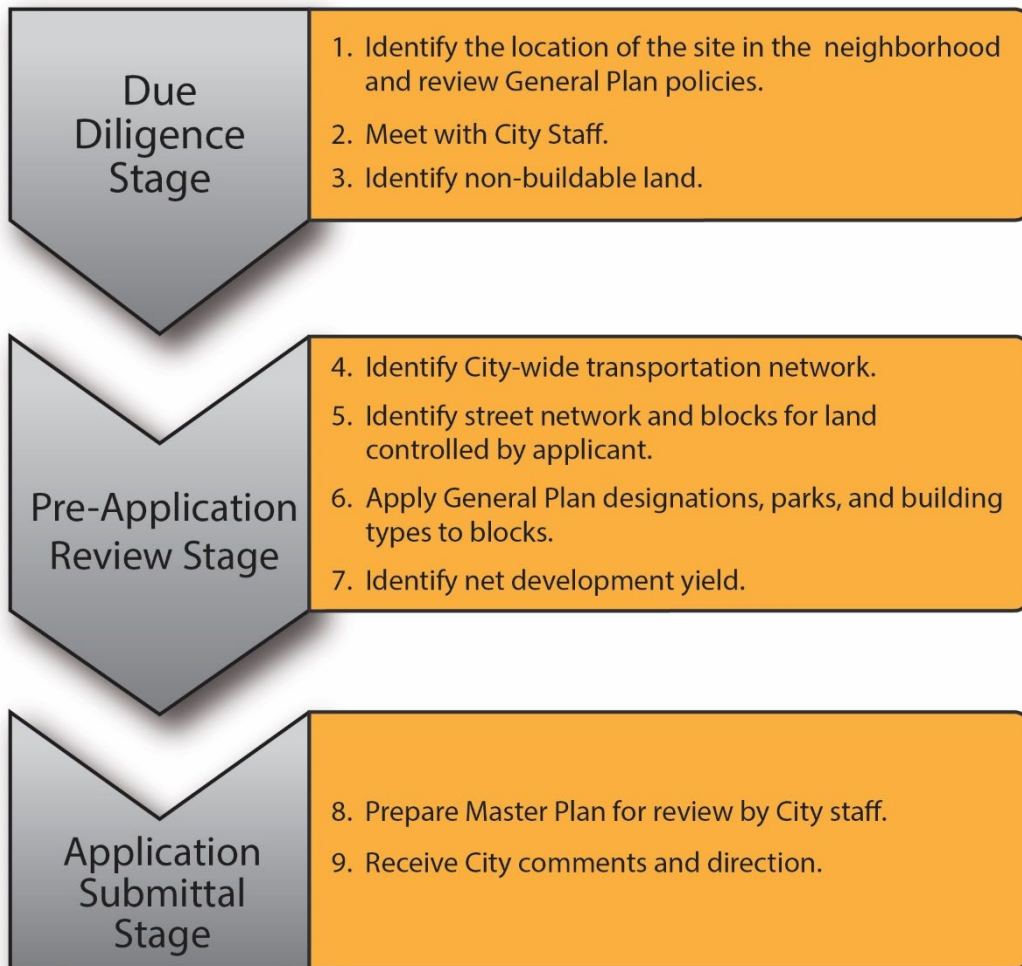 Due
Diligence
Stage
1. Identify the location of the site in the neighborhood
and review General Plan policies.
2. Meet with City Staff.
3. Identify non-buildable land.
Pre-Application
Review Stage
4. Identify City-wide transportation network.
5. Identify street network and blocks for land
controlled by applicant.
6. Apply General Plan designations, parks, and building
types to blocks.
7. Identify net development yield.
Application
Submittal
Stage
8. Prepare Master Plan for review by City staff.
9. Receive City comments and direction.